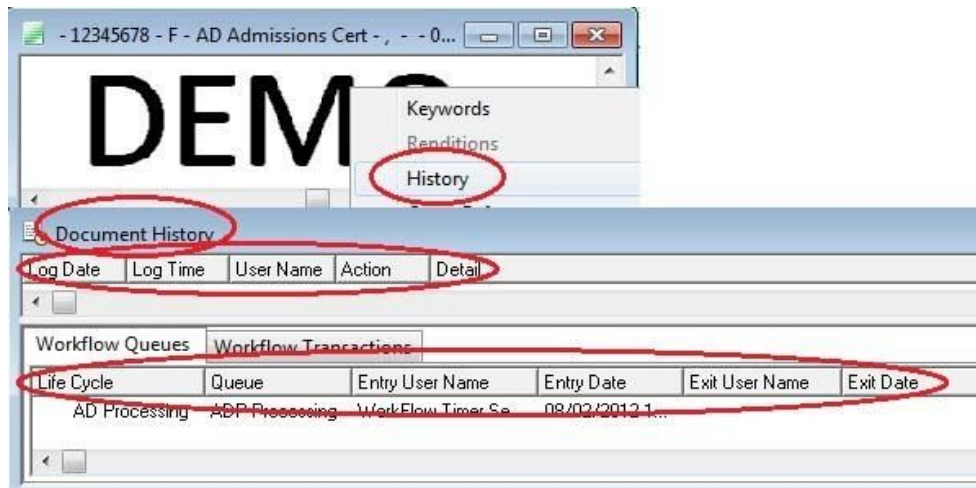 - 12345678 - F - AD Admissions Cert - , - - 0...
DEMO
Keywords
Renditions
History
Document History
Log Date Log Time User Name Action Detail
Workflow Queues Workflow Transactions
Life Cycle Queue Entry User Name Entry Date Exit User Name Exit Date
AD Processing ADP Processing WorkFlow Timer Se... 08/02/2012 1...